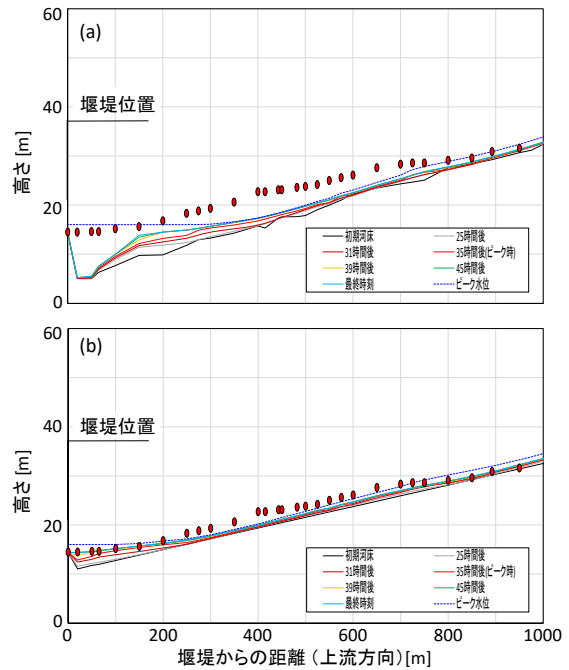 60
(a)
40
堰堤位置
高さ[m]
20
初期河床
25時間後
31時間後
35時間後(ピーク時)
39時間後
45時間後
最終時刻
ピーク水位
0
60
(b)
40
堰堤位置
高さ[m]
20
初期河床
25時間後
31時間後
35時間後(ピーク時)
39時間後
45時間後
最終時刻
ピーク水位
0
0 200 400 600 800 1000
堰堤からの距離（上流方向）[m]